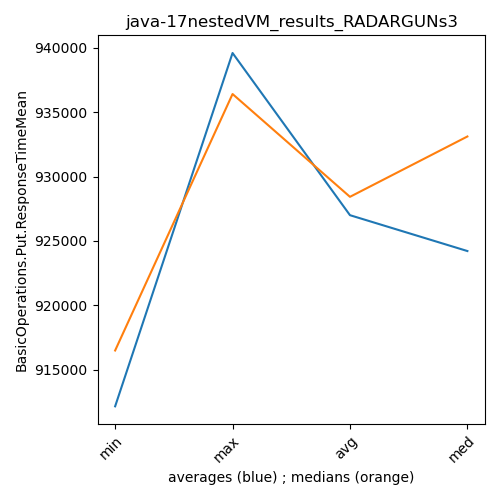 java-17nestedVM_results_RADARGUNs3
BasicOperations.Put.ResponseTimeMean
940000
935000
930000
925000
920000
915000
min
max
avg
med
averages (blue) ; medians (orange)